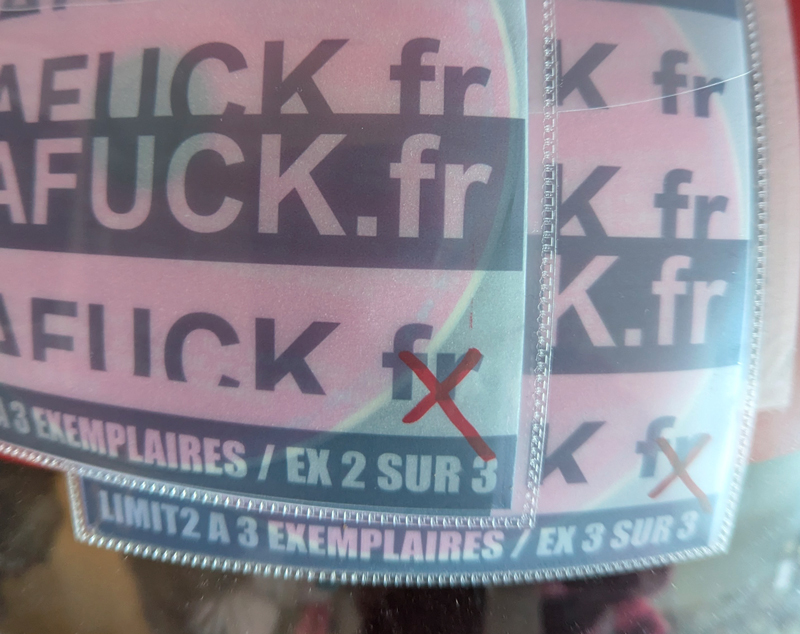 AFUCK fr
AFUCK.fr
AFUCK fr
A 3 EXEMPLAIRES / EX 2 SUR 3
K fr
K fr
K.fr
K fr
LIMIT2 A 3 EXEMPLAIRES / EX 3 SUR 3